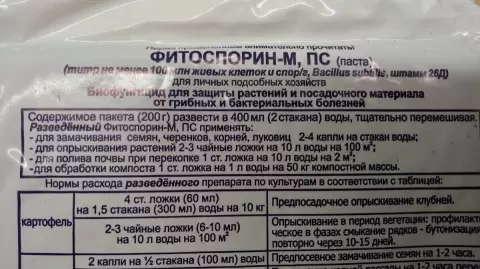 прочитать
ФИТОСПОРИН-М, ПС (паста)
(титр не менее 100 млн живых клеток и спор/г, Bacillus subtilis, штамм 26Д)
для личных подсобных хозяйств
Биофунгицид для защиты растений и посадочного материала
от грибных и бактериальных болезней
Содержимое пакета (200 г) развести в 400 мл (2 стакана) воды, тщательно перемешивая.
Разведённый Фитоспорин-М, ПС применять:
- для замачивания семян, черенков, корней, луковиц 2-4 капли на стакан воды;
- для опрыскивания растений 2-3 чайные ложки на 10 л воды на 100 м²;
- для полива почвы при перекопке 1 ст. ложка на 10 л воды на 2 м²;
- для обработки компоста 1 ст. ложка на 1 л воды на 50 кг компостной массы.
Нормы расхода разведённого препарата по культурам в соответствии с таблицей:
картофель
4 ст. ложки (60 мл)
на 1,5 стакана (300 мл) воды на 10 кг
Предпосадочное опрыскивание клубней.
2-3 чайные ложки (6-10 мл)
на 10 л воды на 100 м²
Опрыскивание в период вегетации: профилакти
ческое в фазах смыкание рядков - бутонизация
повторно через 10-15 дней.
2 капли на ½ стакана (100 мл) воды
Предпосевное замачивание семян на 1-2 часа.
на 1-2 часа